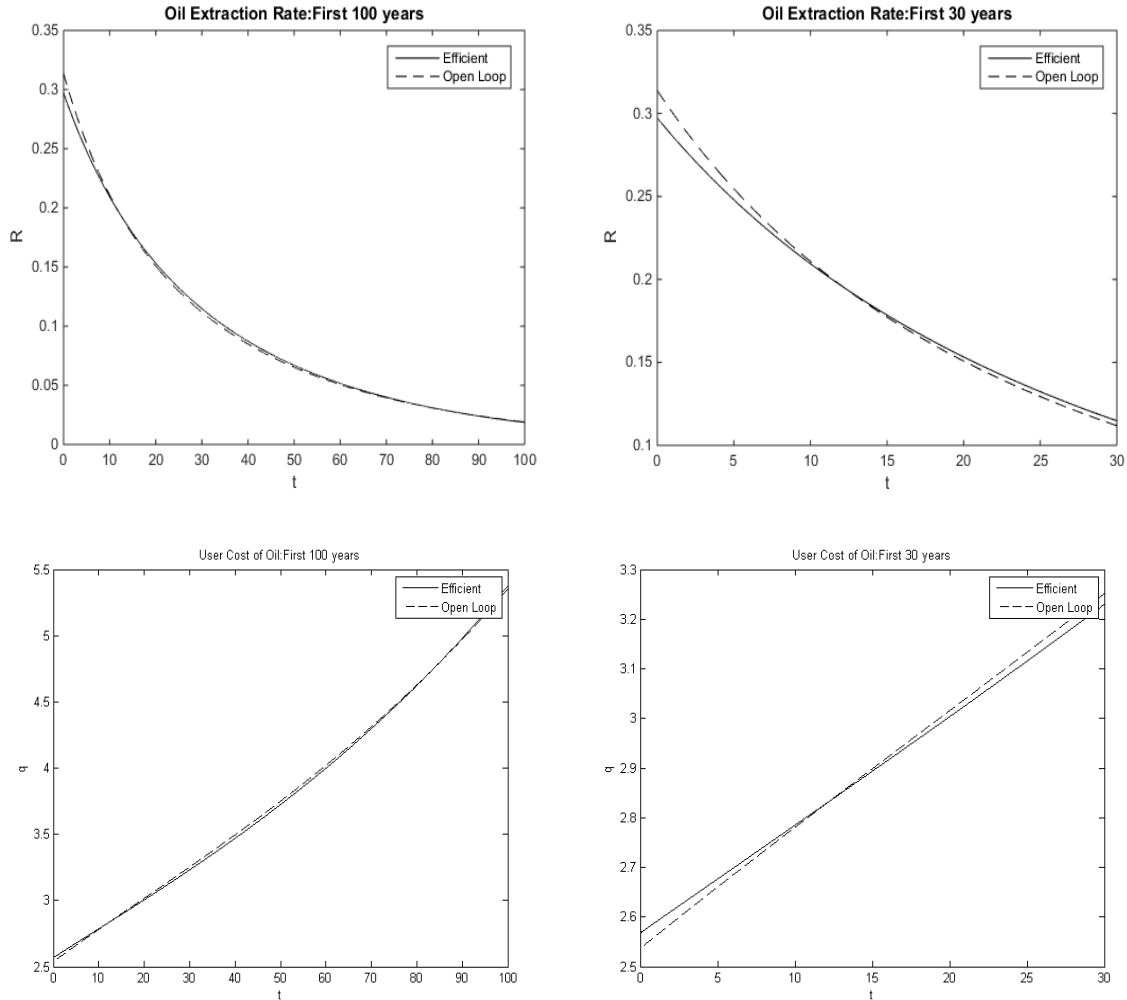 Oil Extraction Rate:First 100 years
0.35
0.3
0.25
0.2
0.15
0.1
0.05
0
R
0 10 20 30 40 50 60 70 80 90 100
t
Efficient
Open Loop
Oil Extraction Rate:First 30 years
0.35
0.3
0.25
0.2
0.15
0.1
R
0 5 10 15 20 25 30
t
Efficient
Open Loop
User Cost of Oil:First 100 years
5.5
5
4.5
4
3.5
3
2.5
q
0 10 20 30 40 50 60 70 80 90 100
t
Efficient
Open Loop
User Cost of Oil:First 30 years
3.3
3.2
3.1
3
2.9
2.8
2.7
2.6
2.5
q
0 5 10 15 20 25 30
t
Efficient
Open Loop